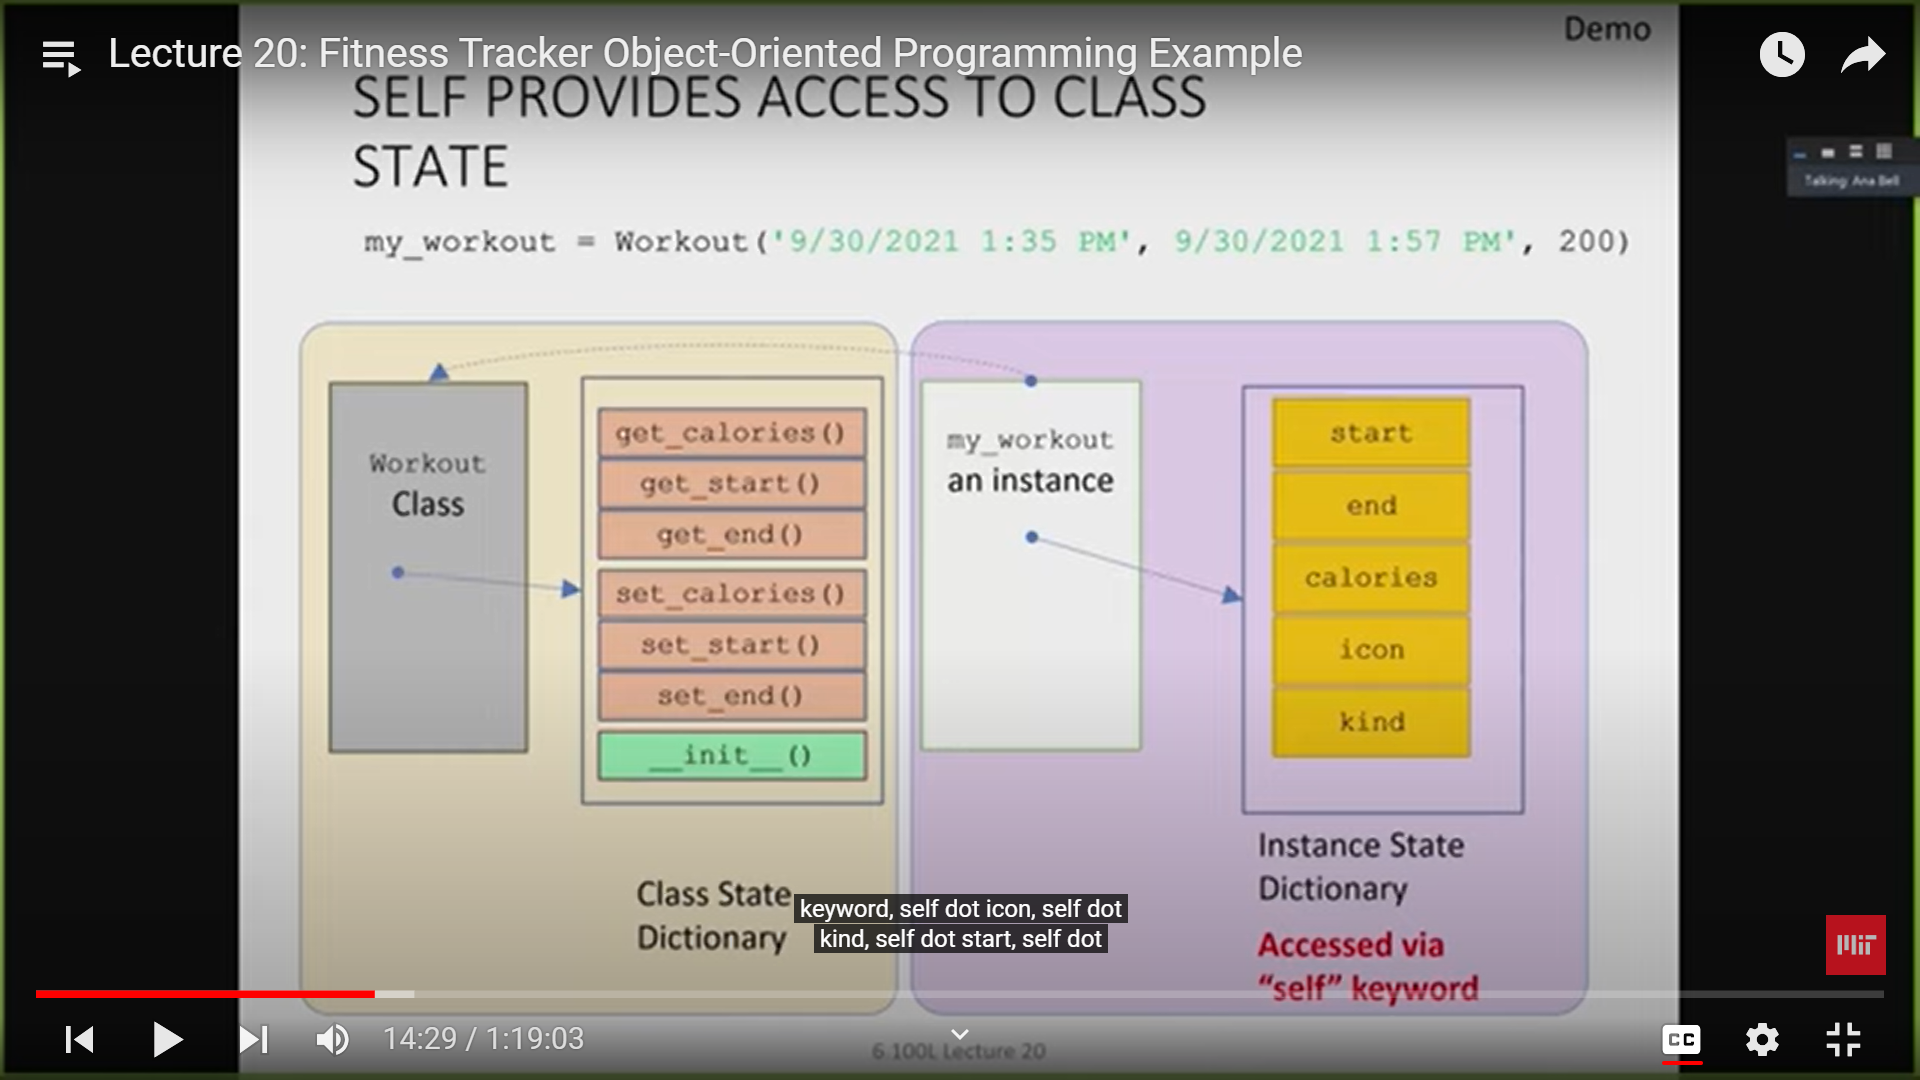 Demo
Lecture 20: Fitness Tracker Object-Oriented Programming Example
SELF PROVIDES ACCESS TO CLASS
STATE
Talking: Ana Bell
my_workout = Workout('9/30/2021 1:35 PM', 9/30/2021 1:57 PM', 200)
Workout
Class
get_calories()
get_start()
get_end()
set_calories()
set_start()
set_end()
__init__()
Class State
Dictionary
my_workout
an instance
start
end
calories
icon
kind
Instance State
Dictionary
Accessed via
“self” keyword
keyword, self dot icon, self dot
kind, self dot start, self dot
MIT
14:29 / 1:19:03
6.100L Lecture 20
CC